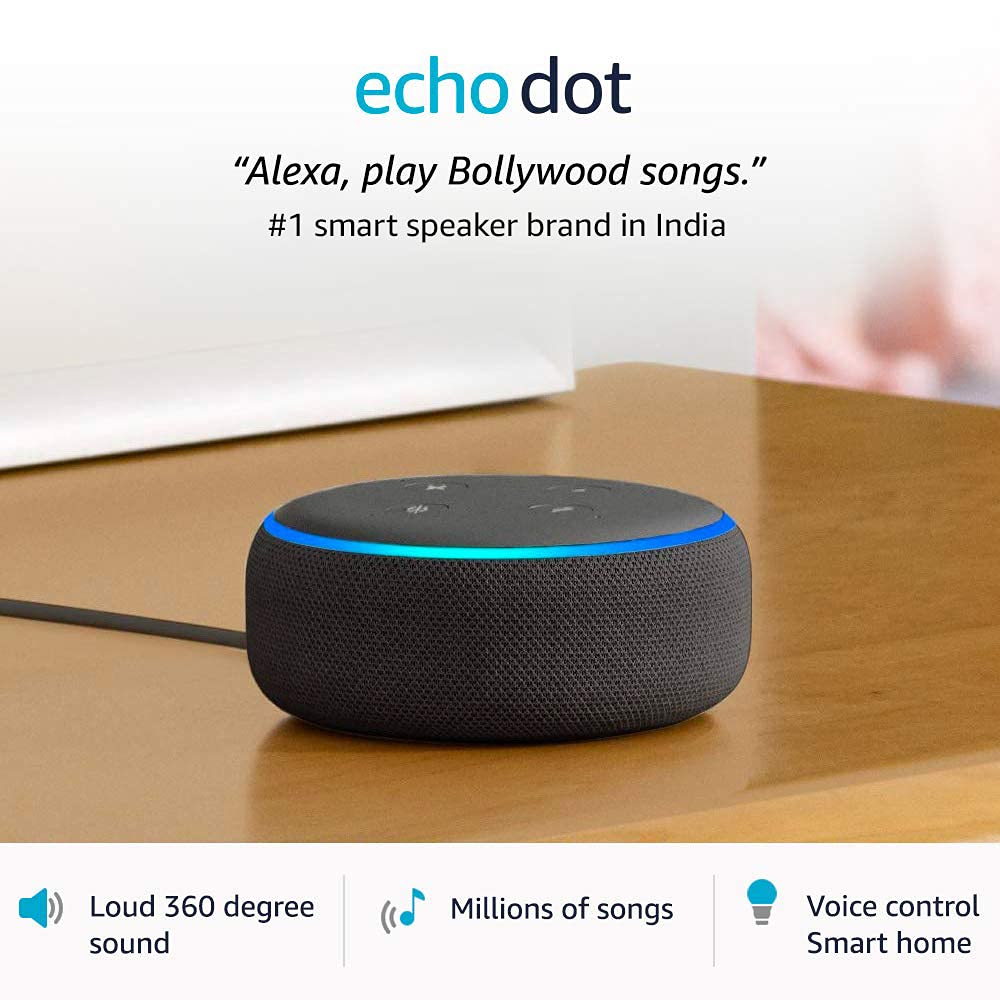 echo dot
“Alexa, play Bollywood songs.”
#1 smart speaker brand in India
Loud 360 degree
sound
Millions of songs
Voice control
Smart home